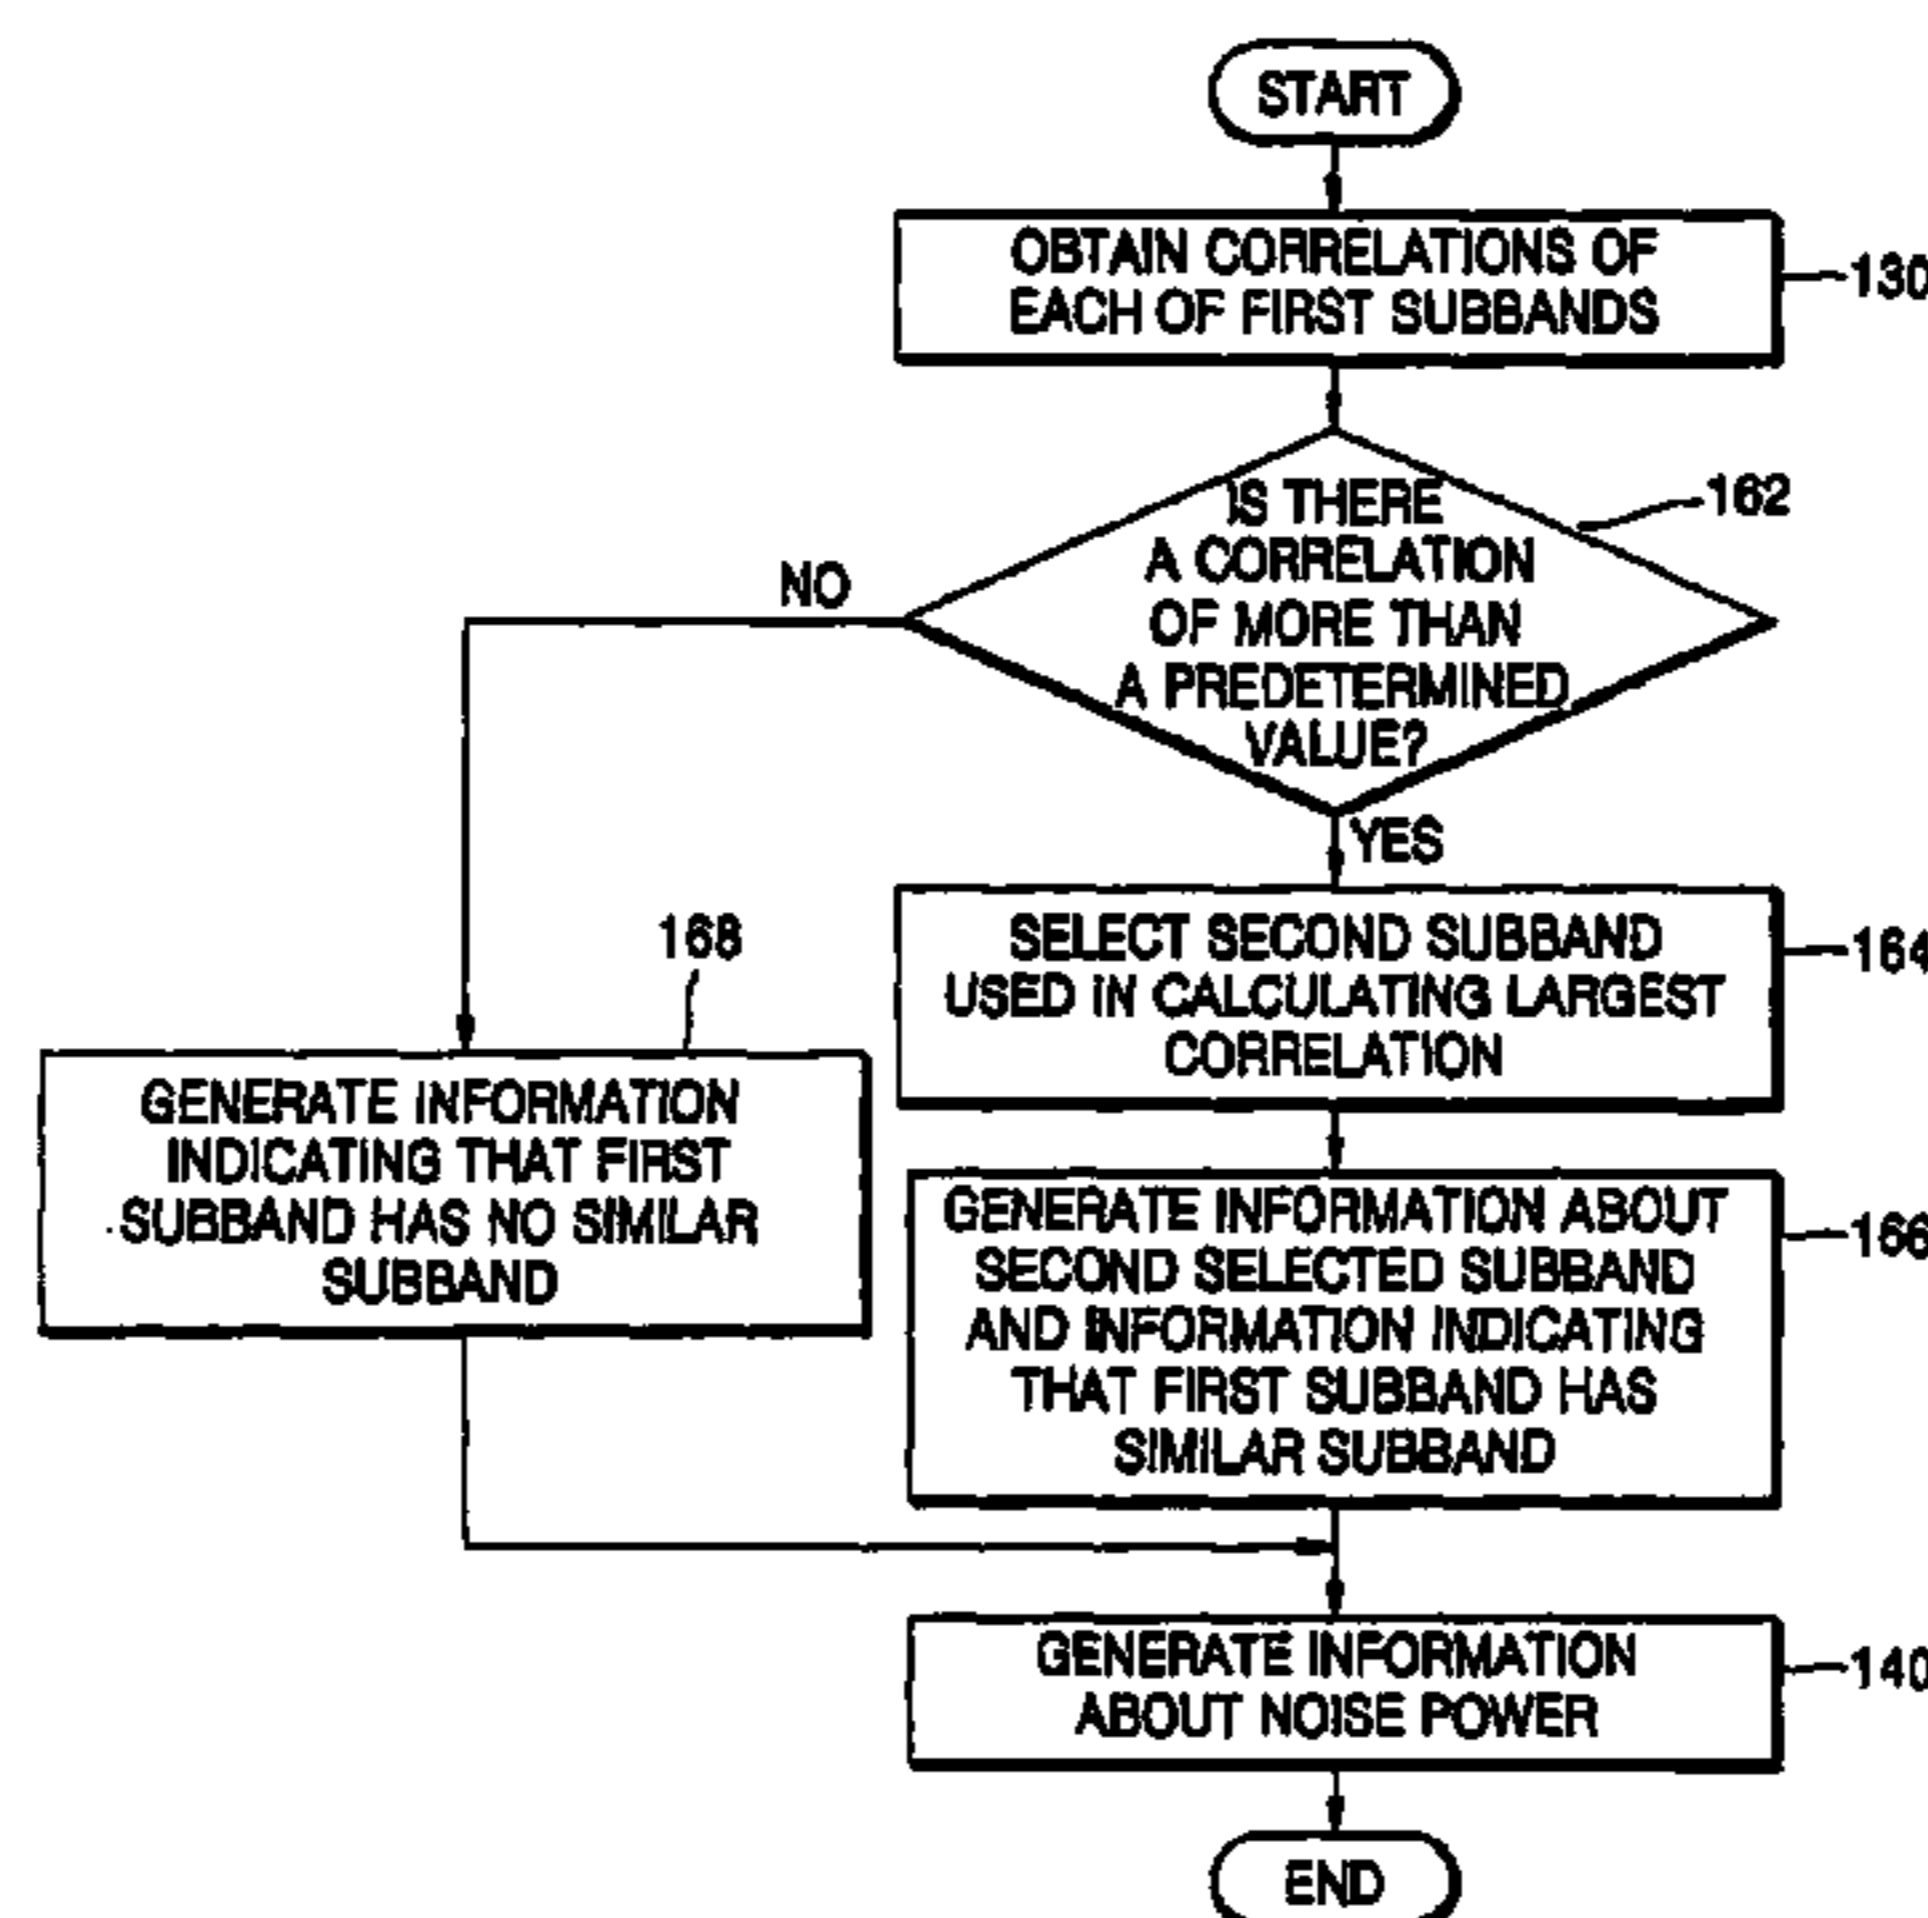 START
OBTAIN CORRELATIONS OF
EACH OF FIRST SUBBANDS
130
IS THERE
A CORRELATION
OF MORE THAN
A PREDETERMINED
VALUE?
162
NO
YES
SELECT SECOND SUBBAND
USED IN CALCULATING LARGEST
CORRELATION
164
168
GENERATE INFORMATION
INDICATING THAT FIRST
SUBBAND HAS NO SIMILAR
SUBBAND
GENERATE INFORMATION ABOUT
SECOND SELECTED SUBBAND
AND INFORMATION INDICATING
THAT FIRST SUBBAND HAS
SIMILAR SUBBAND
166
GENERATE INFORMATION
ABOUT NOISE POWER
140
END